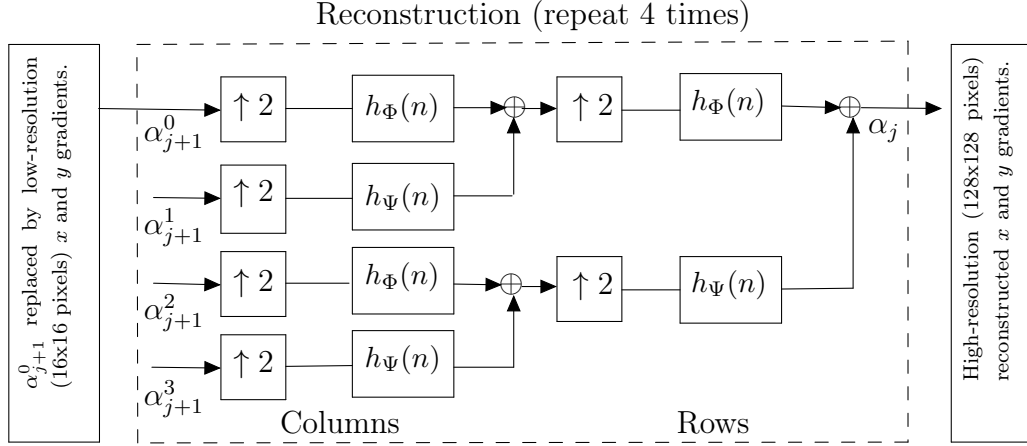 Reconstruction (repeat 4 times)
α⁰ⱼ₊₁ replaced by low-resolution
(16x16 pixels) x and y gradients.
α⁰ⱼ₊₁
↑ 2
h_Φ(n)
↑ 2
h_Φ(n)
αⱼ
α¹ⱼ₊₁
↑ 2
h_Ψ(n)
α²ⱼ₊₁
↑ 2
h_Φ(n)
↑ 2
h_Ψ(n)
α³ⱼ₊₁
↑ 2
h_Ψ(n)
Columns
Rows
High-resolution (128x128 pixels)
reconstructed x and y gradients.